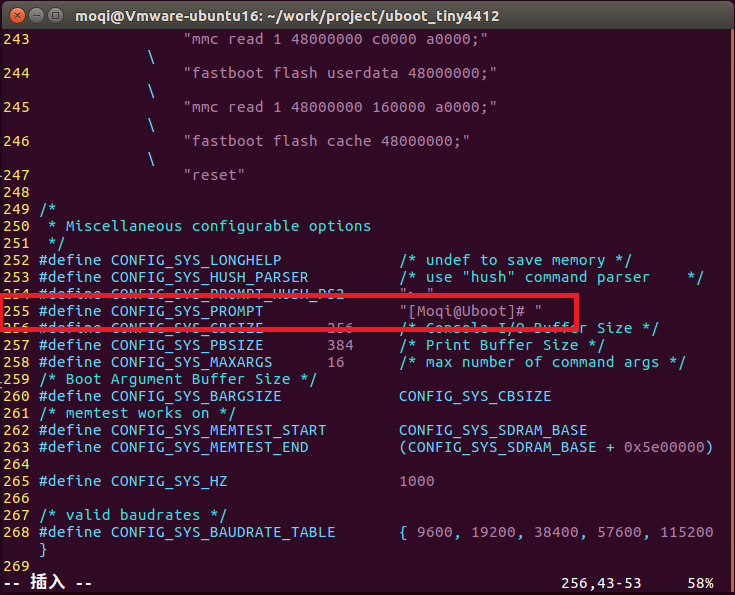 moqi@Vmware-ubuntu16: ~/work/project/uboot_tiny4412
243 "mmc read 1 48000000 c0000 a0000;"
\
244 "fastboot flash userdata 48000000;"
\
245 "mmc read 1 48000000 160000 a0000;"
\
246 "fastboot flash cache 48000000;"
\
247 "reset"
248
249 /*
250 * Miscellaneous configurable options
251 */
252 #define CONFIG_SYS_LONGHELP /* undef to save memory */
253 #define CONFIG_SYS_HUSH_PARSER /* use "hush" command parser */
254 #define CONFIG_SYS_PROMPT_HUSH_PS2 "> "
255 #define CONFIG_SYS_PROMPT "[Moqi@Uboot]# "
256 #define CONFIG_SYS_CBSIZE 256 /* Console I/O Buffer Size */
257 #define CONFIG_SYS_PBSIZE 384 /* Print Buffer Size */
258 #define CONFIG_SYS_MAXARGS 16 /* max number of command args */
259 /* Boot Argument Buffer Size */
260 #define CONFIG_SYS_BARGSIZE CONFIG_SYS_CBSIZE
261 /* memtest works on */
262 #define CONFIG_SYS_MEMTEST_START CONFIG_SYS_SDRAM_BASE
263 #define CONFIG_SYS_MEMTEST_END (CONFIG_SYS_SDRAM_BASE + 0x5e00000)
264
265 #define CONFIG_SYS_HZ 1000
266
267 /* valid baudrates */
268 #define CONFIG_SYS_BAUDRATE_TABLE { 9600, 19200, 38400, 57600, 115200
}
269
-- 插入 -- 256,43-53 58%